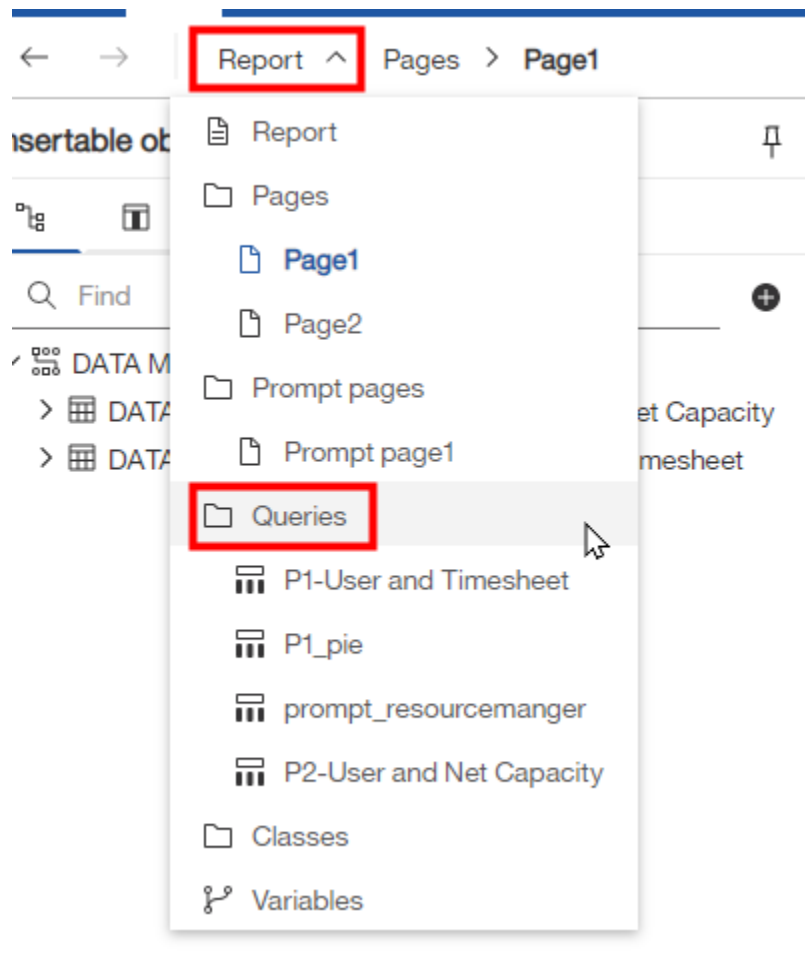 Report Pages > Page1
nsertable ob
Report
Pages
Page1
Find
Page2
DATA M
Prompt pages
DATA
et Capacity
Prompt page1
DATA
mesheet
Queries
P1-User and Timesheet
P1_pie
prompt_resourcemanger
P2-User and Net Capacity
Classes
Variables